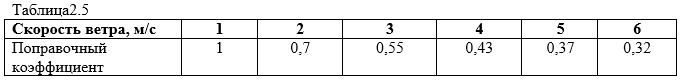 Таблица2.5
Скорость ветра, м/с 1 2 3 4 5 6
Поправочный 1 0,7 0,55 0,43 0,37 0,32
коэффициент